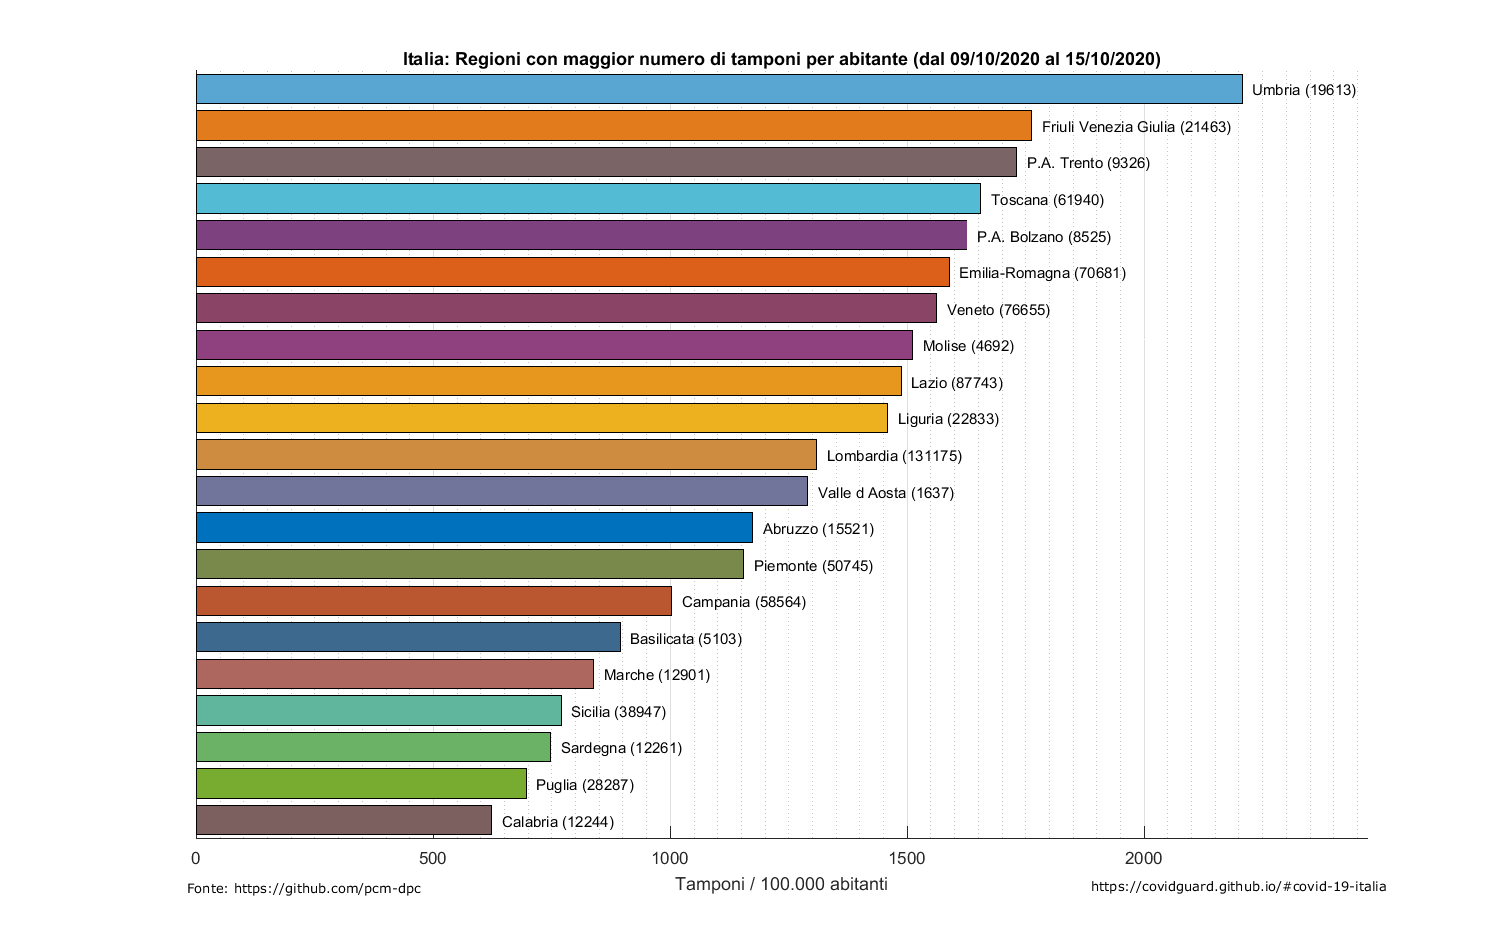 Italia: Regioni con maggior numero di tamponi per abitante (dal 09/10/2020 al 15/10/2020)
Umbria (19613)
Friuli Venezia Giulia (21463)
P.A. Trento (9326)
Toscana (61940)
P.A. Bolzano (8525)
Emilia-Romagna (70681)
Veneto (76655)
Molise (4692)
Lazio (87743)
Liguria (22833)
Lombardia (131175)
Valle d Aosta (1637)
Abruzzo (15521)
Piemonte (50745)
Campania (58564)
Basilicata (5103)
Marche (12901)
Sicilia (38947)
Sardegna (12261)
Puglia (28287)
Calabria (12244)
0 500 1000 1500 2000
Tamponi / 100.000 abitanti
Fonte: https://github.com/pcm-dpc
https://covidguard.github.io/#covid-19-italia